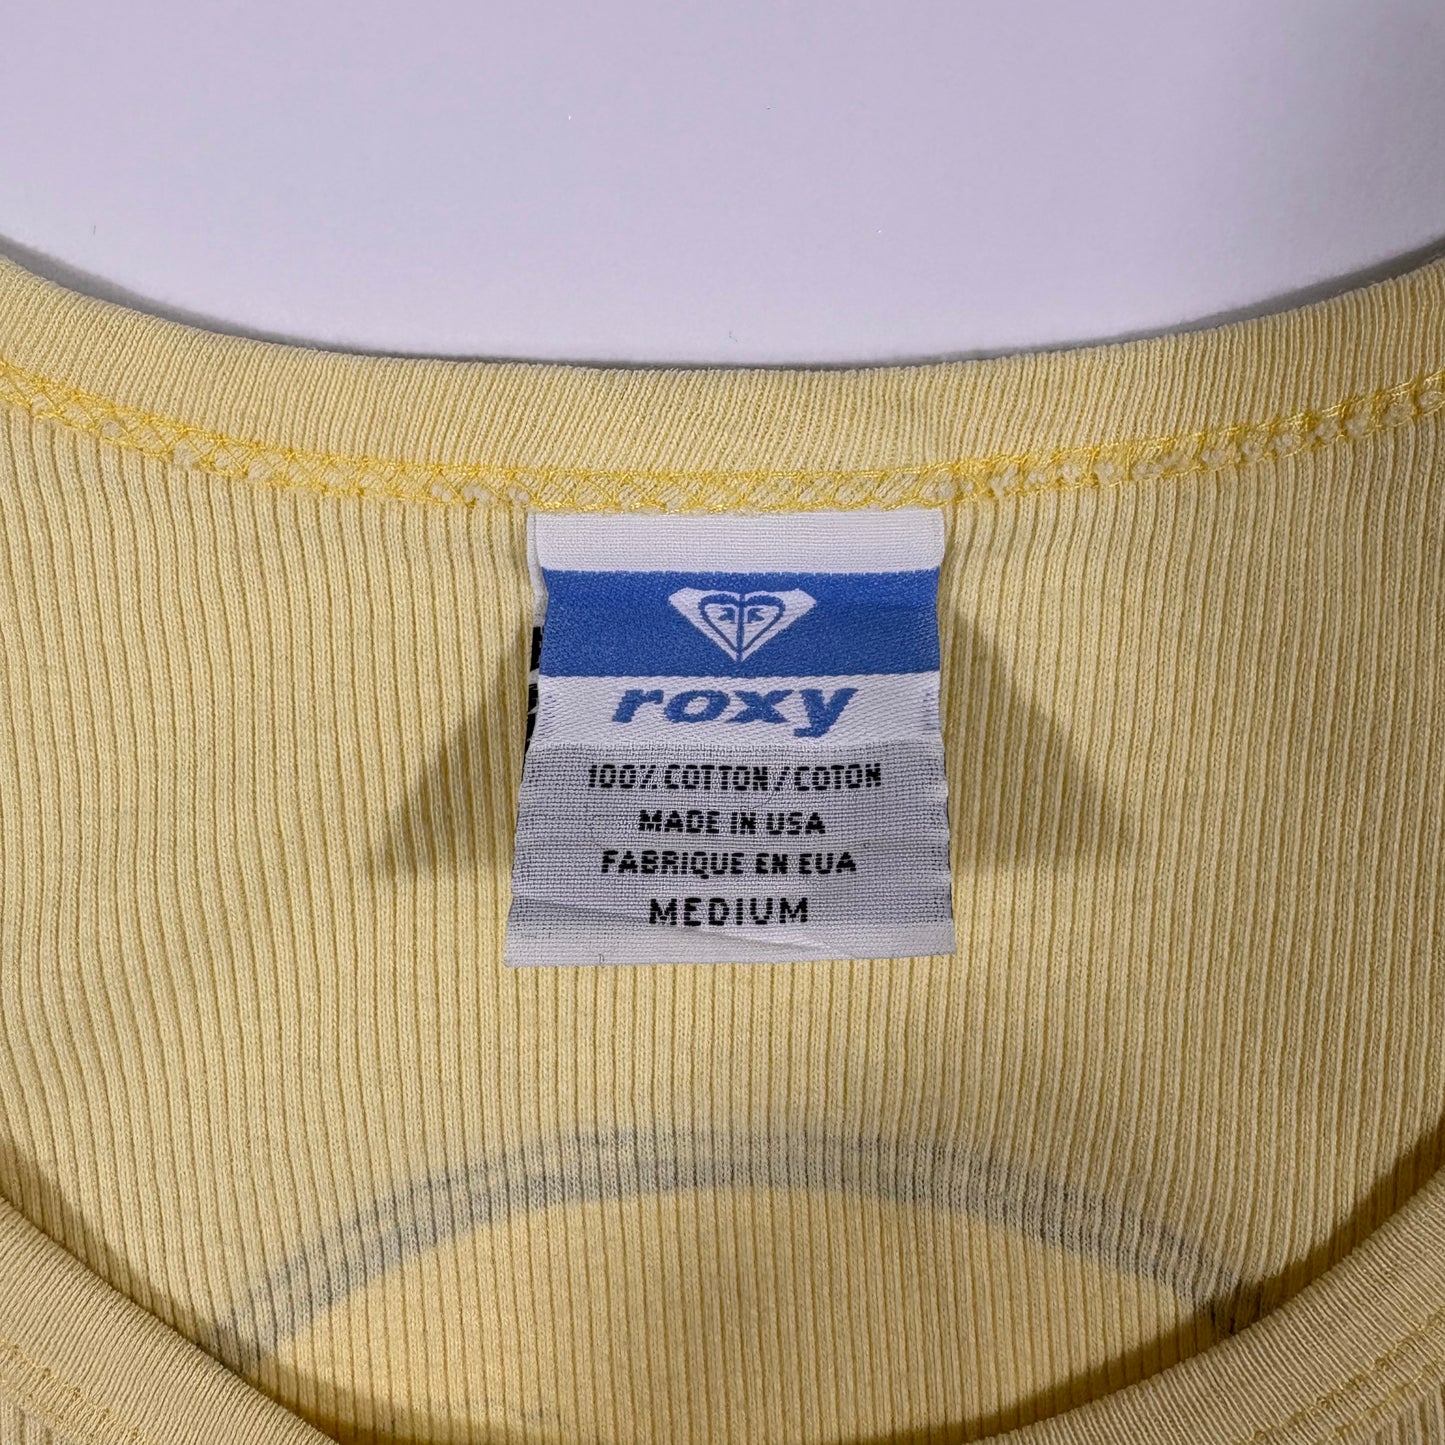 roxy
100% COTTON/COTON
MADE IN USA
FABRIQUE EN EUA
MEDIUM